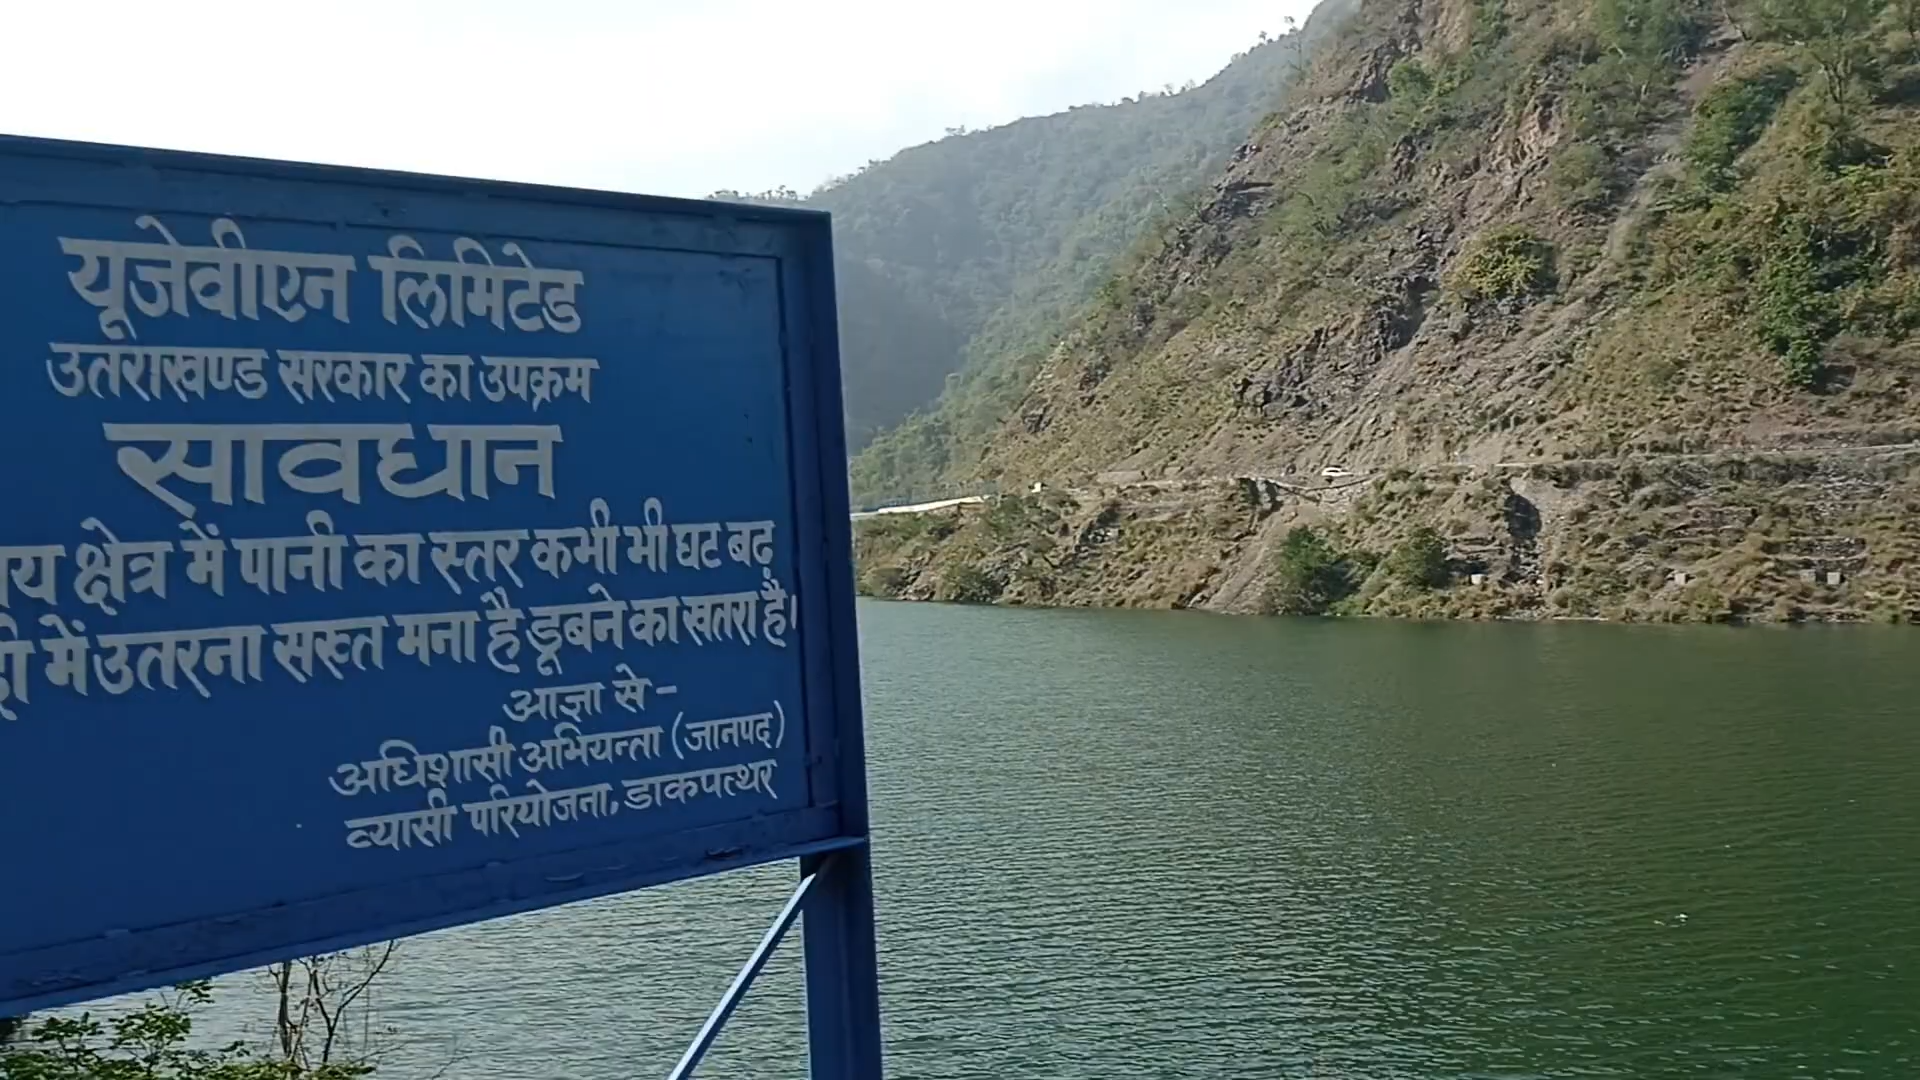 यूजेवीएन लिमिटेड
उतराखण्ड सरकार का उपक्रम
सावधान
क्षेत्र में पानी का स्तर कभी भी घट बढ़
में उतरना सख्त मना है डूबने का खतरा है।
आज्ञा से -
अधिशासी अभियन्ता (जानपद)
व्यासी परियोजना, डाकपत्थर